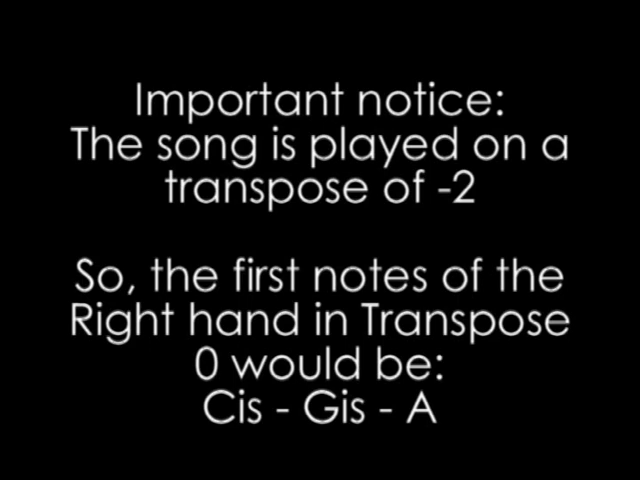 Important notice:
The song is played on a
transpose of -2
So, the first notes of the
Right hand in Transpose
0 would be:
Cis - Gis - A